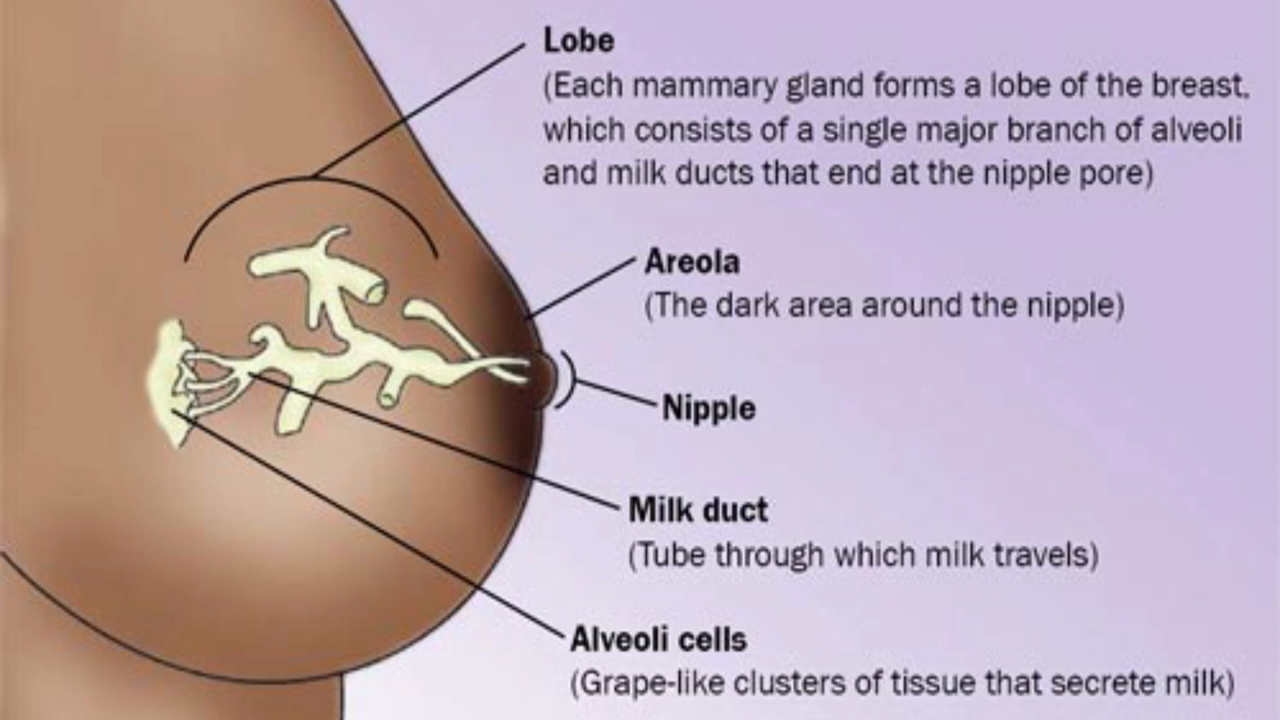 Lobe
(Each mammary gland forms a lobe of the breast,
which consists of a single major branch of alveoli
and milk ducts that end at the nipple pore)
Areola
(The dark area around the nipple)
Nipple
Milk duct
(Tube through which milk travels)
Alveoli cells
(Grape-like clusters of tissue that secrete milk)